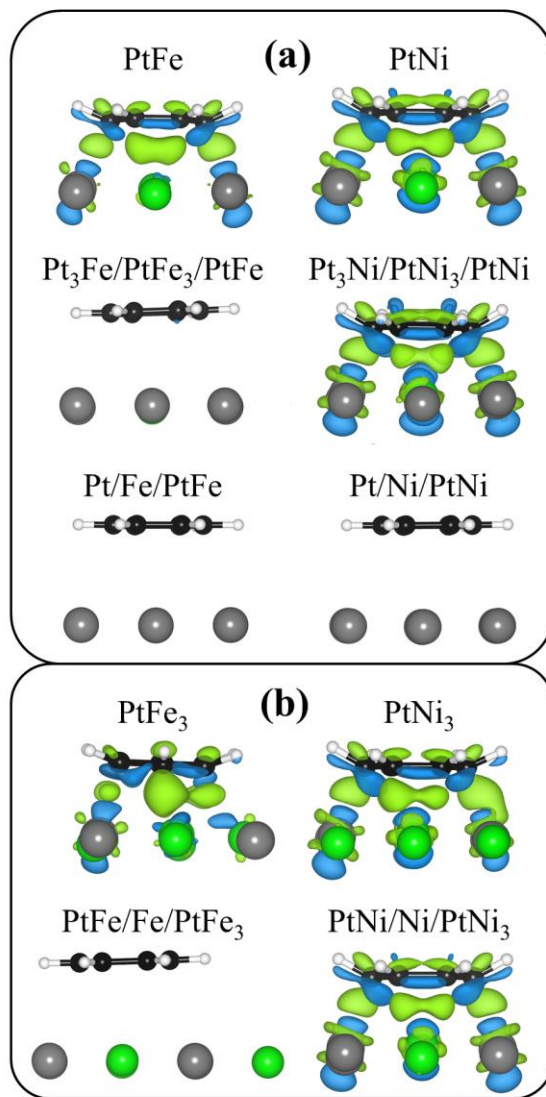 (a)
PtFe PtNi
Pt₃Fe/PtFe₃/PtFe Pt₃Ni/PtNi₃/PtNi
Pt/Fe/PtFe Pt/Ni/PtNi
(b)
PtFe₃ PtNi₃
PtFe/Fe/PtFe₃ PtNi/Ni/PtNi₃